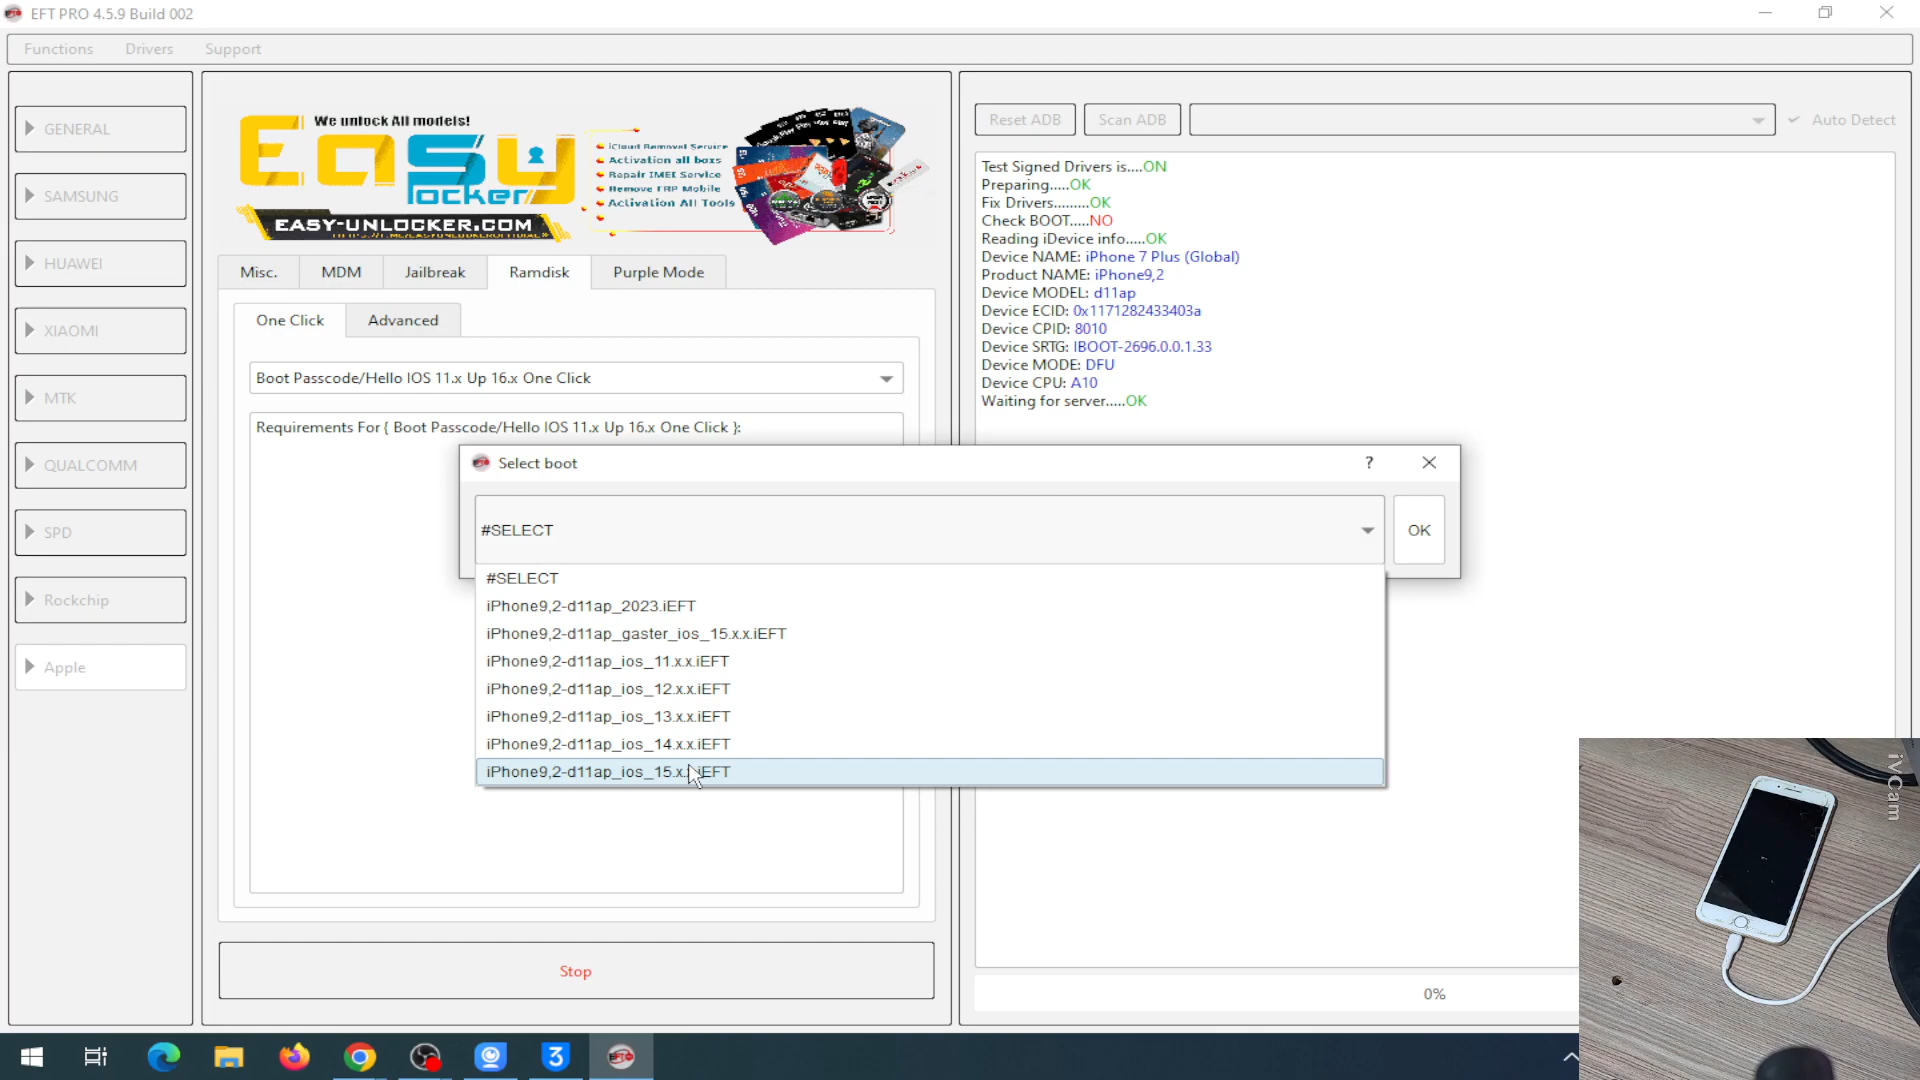 EFT PRO 4.5.9 Build 002
Functions Drivers Support
GENERAL
SAMSUNG
HUAWEI
XIAOMI
MTK
QUALCOMM
SPD
Rockchip
Apple
We unlock All models!
Easy
locker
EASY-UNLOCKER.COM
iCloud Removal Service
Activation all boxs
Repair IMEI Service
Remove FRP Mobile
Activation All Tools
Misc. MDM Jailbreak Ramdisk Purple Mode
One Click Advanced
Boot Passcode/Hello IOS 11.x Up 16.x One Click
Requirements For { Boot Passcode/Hello IOS 11.x Up 16.x One Click }:
Stop
Reset ADB Scan ADB Auto Detect
Test Signed Drivers is....ON
Preparing.....OK
Fix Drivers.........OK
Check BOOT.....NO
Reading iDevice info.....OK
Device NAME: iPhone 7 Plus (Global)
Product NAME: iPhone9,2
Device MODEL: d11ap
Device ECID: 0x1171282433403a
Device CPID: 8010
Device SRTG: IBOOT-2696.0.0.1.33
Device MODE: DFU
Device CPU: A10
Waiting for server.....OK
Select boot
?
#SELECT
OK
#SELECT
iPhone9,2-d11ap_2023.iEFT
iPhone9,2-d11ap_gaster_ios_15.x.x.iEFT
iPhone9,2-d11ap_ios_11.x.x.iEFT
iPhone9,2-d11ap_ios_12.x.x.iEFT
iPhone9,2-d11ap_ios_13.x.x.iEFT
iPhone9,2-d11ap_ios_14.x.x.iEFT
iPhone9,2-d11ap_ios_15.x.x.iEFT
0%
iVCam